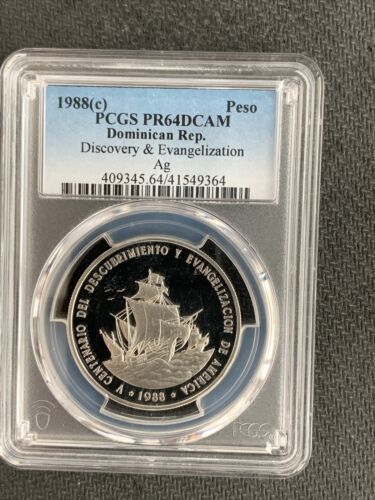 1988(c) Peso
PCGS PR64DCAM
Dominican Rep.
Discovery & Evangelization
Ag
409345.64/41549364
V CENTENARIO DEL DESCUBRIMIENTO Y EVANGELIZACION DE AMERICA
* 1988 *
PCGS